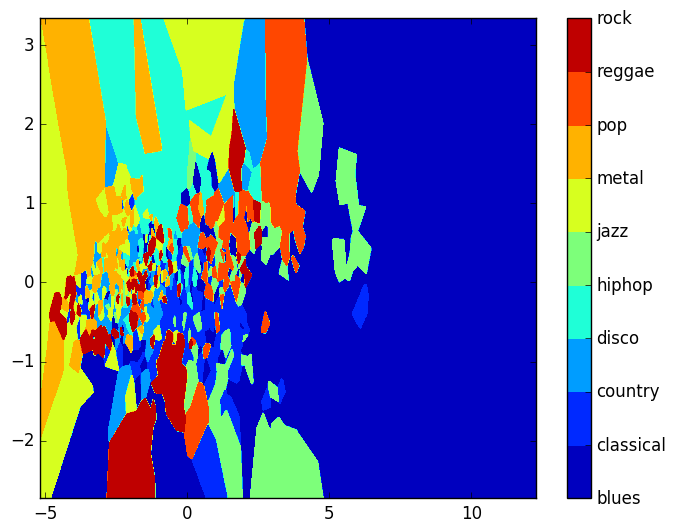 3
2
1
0
−1
−2
−5
0
5
10
rock
reggae
pop
metal
jazz
hiphop
disco
country
classical
blues